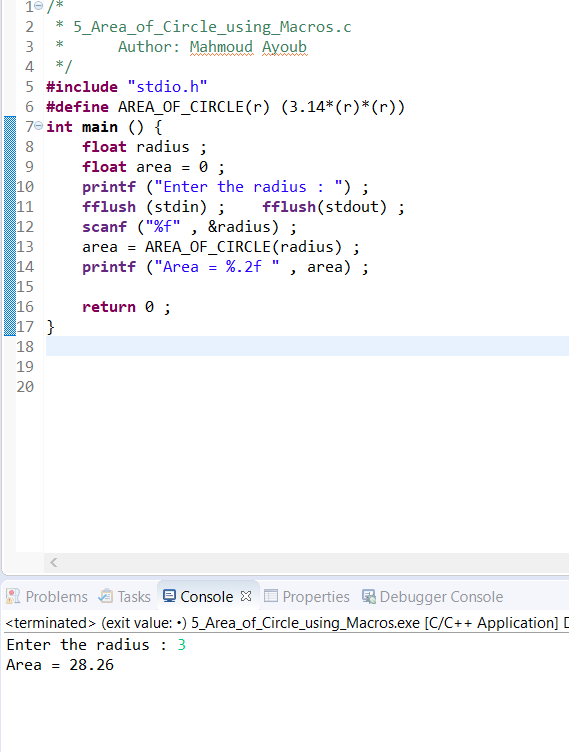 1 /*
2 * 5_Area_of_Circle_using_Macros.c
3 * Author: Mahmoud Ayoub
4 */
5 #include "stdio.h"
6 #define AREA_OF_CIRCLE(r) (3.14*(r)*(r))
7 int main () {
8 float radius ;
9 float area = 0 ;
10 printf ("Enter the radius : ") ;
11 fflush (stdin) ; fflush(stdout) ;
12 scanf ("%f" , &radius) ;
13 area = AREA_OF_CIRCLE(radius) ;
14 printf ("Area = %.2f " , area) ;
15
16 return 0 ;
17 }
18
19
20
Problems Tasks Console Properties Debugger Console
<terminated> (exit value: •) 5_Area_of_Circle_using_Macros.exe [C/C++ Application] D
Enter the radius : 3
Area = 28.26